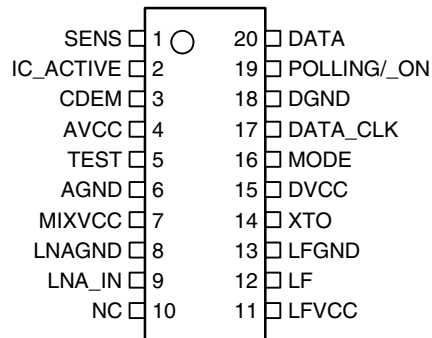 SENS 1 20 DATA
IC_ACTIVE 2 19 POLLING/_ON
CDEM 3 18 DGND
AVCC 4 17 DATA_CLK
TEST 5 16 MODE
AGND 6 15 DVCC
MIXVCC 7 14 XTO
LNAGND 8 13 LFGND
LNA_IN 9 12 LF
NC 10 11 LFVCC